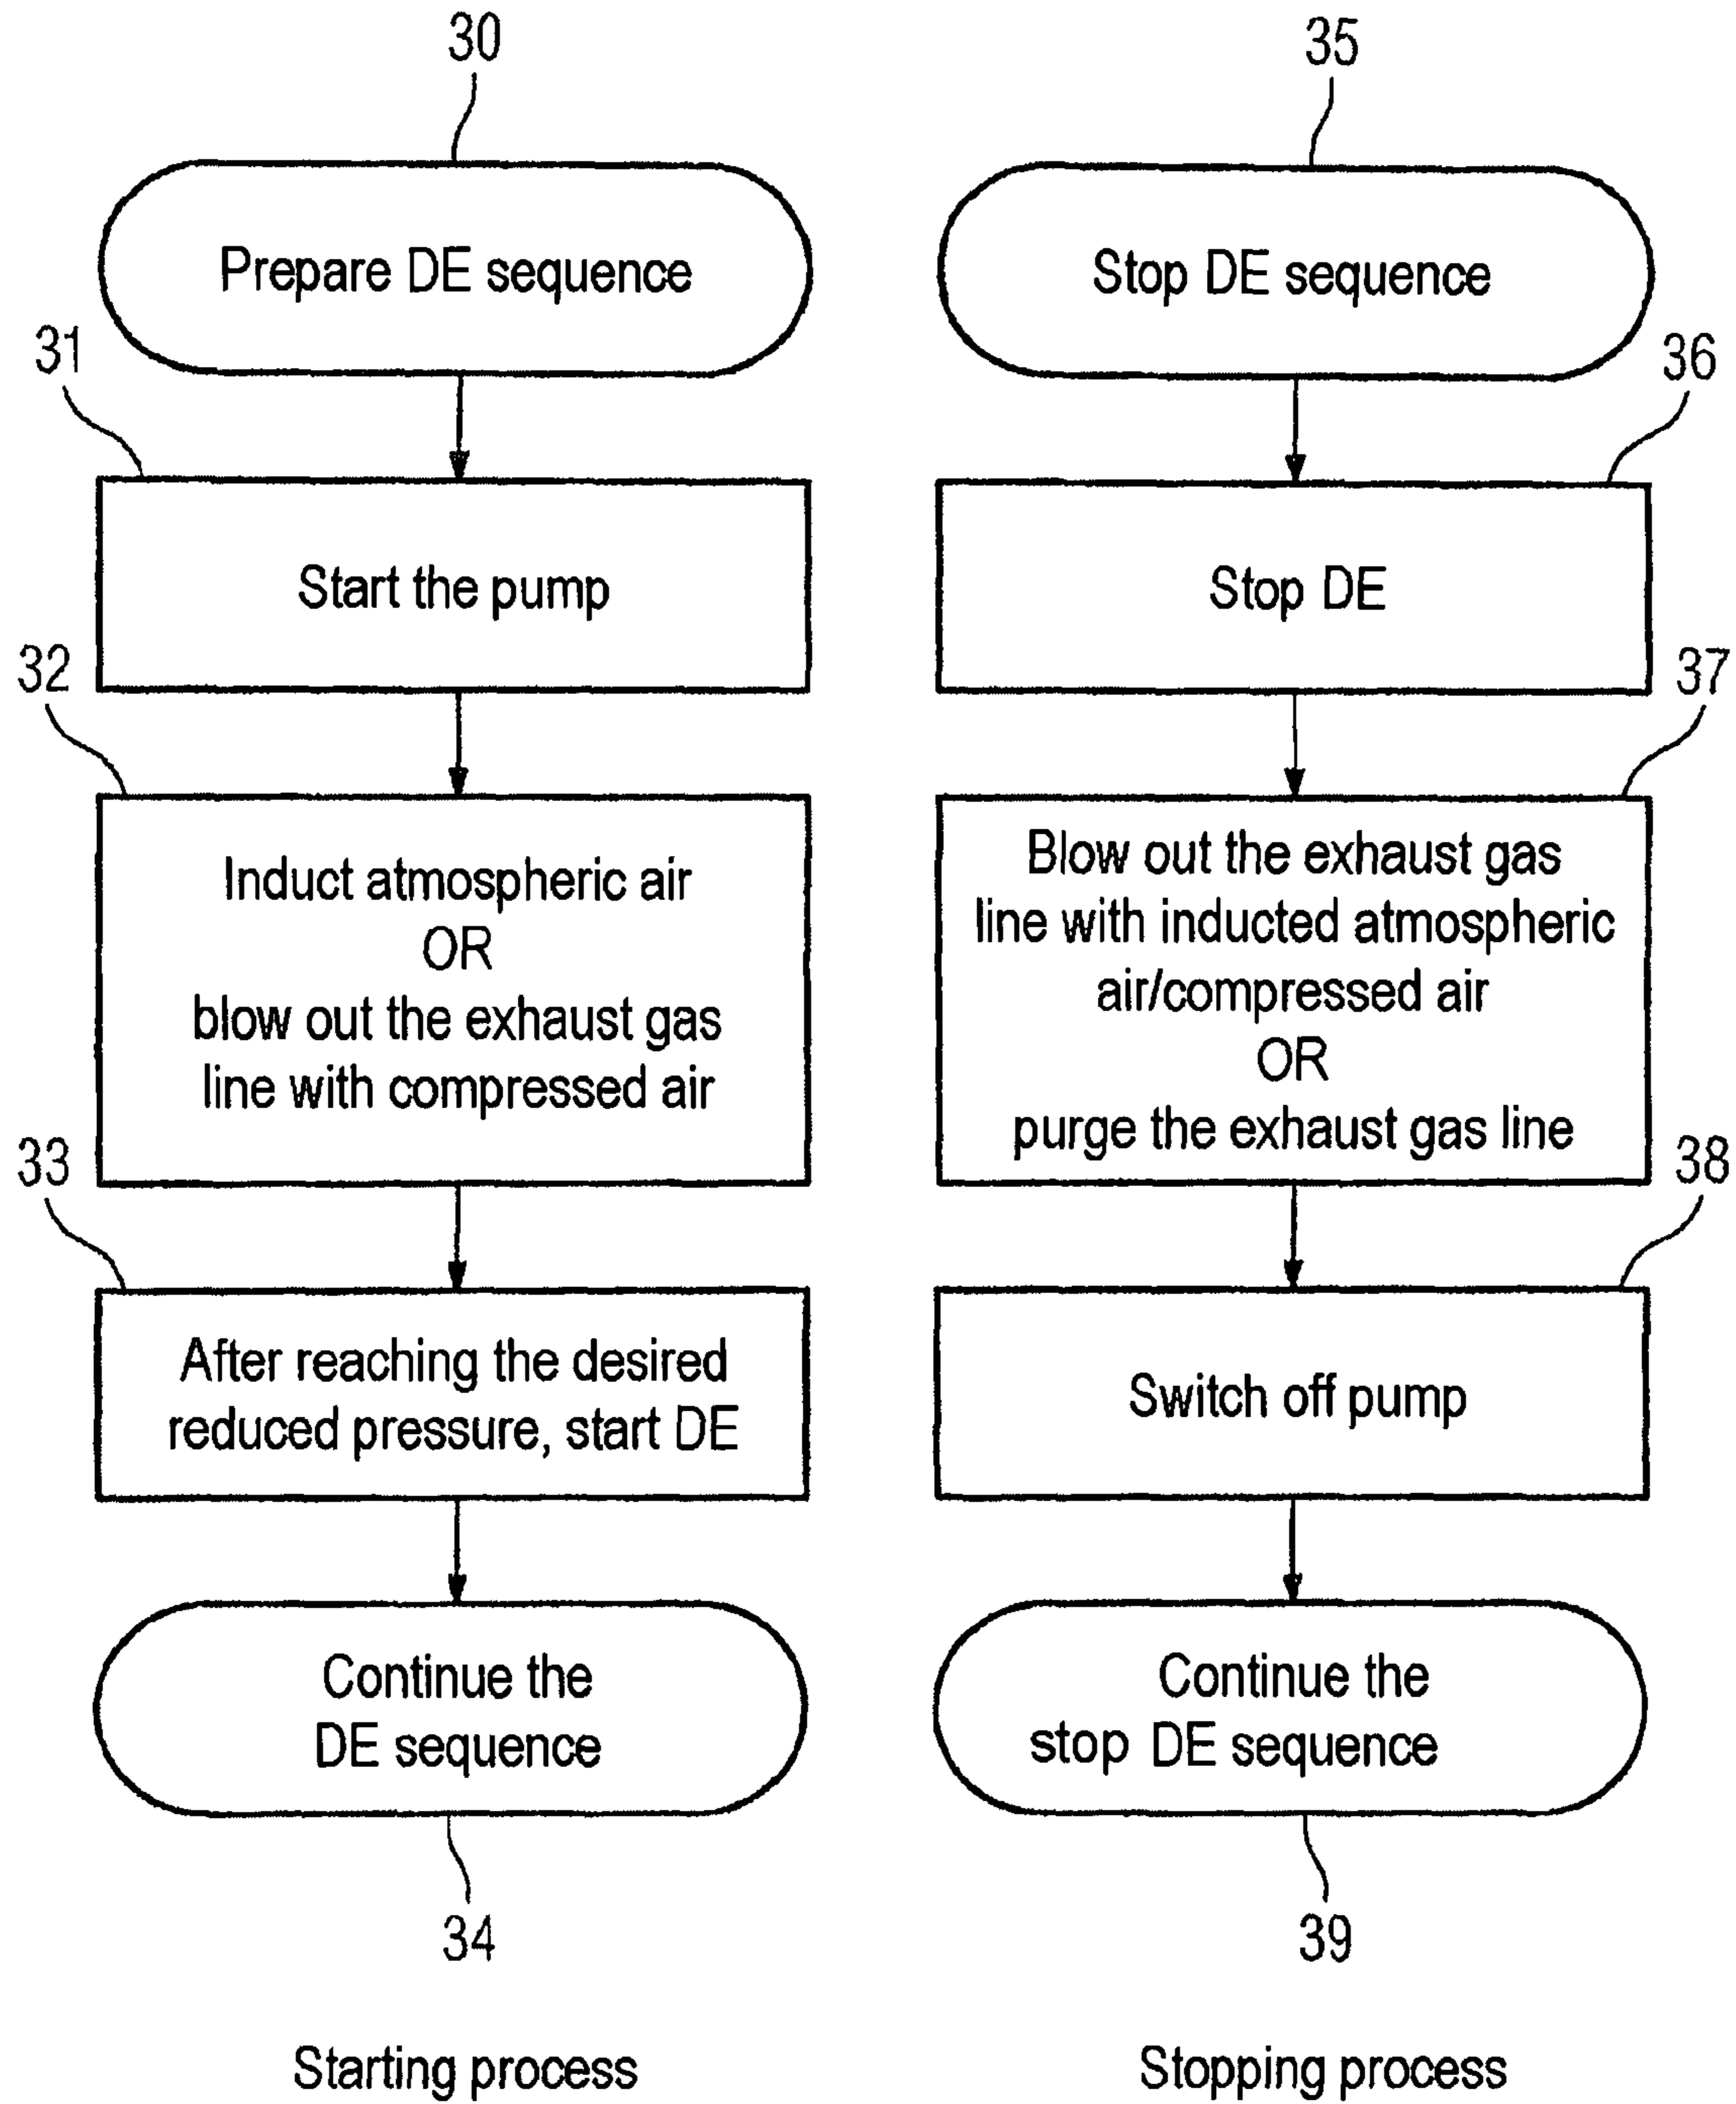 30
Prepare DE sequence
31
Start the pump
32
Induct atmospheric air
OR
blow out the exhaust gas
line with compressed air
33
After reaching the desired
reduced pressure, start DE
Continue the
DE sequence
34
Starting process
35
Stop DE sequence
36
Stop DE
37
Blow out the exhaust gas
line with inducted atmospheric
air/compressed air
OR
purge the exhaust gas line
38
Switch off pump
Continue the
stop DE sequence
39
Stopping process